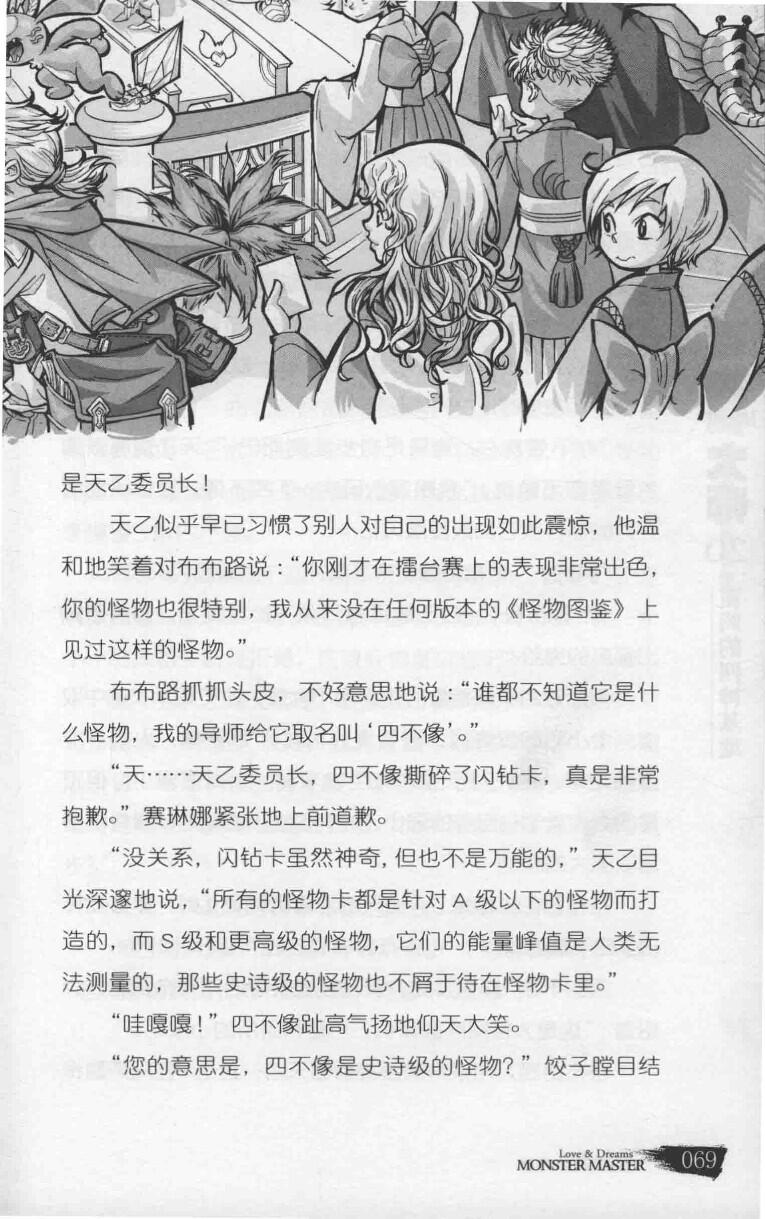 是天乙委员长！
天乙似乎早已习惯了别人对自己的出现如此震惊，他温
和地笑着对布布路说：“你刚才在擂台赛上的表现非常出色，
你的怪物也很特别，我从来没在任何版本的《怪物图鉴》上
见过这样的怪物。”
布布路抓抓头皮，不好意思地说：“谁都不知道它是什
么怪物，我的导师给它取名叫‘四不像’。”
“天……天乙委员长，四不像撕碎了闪钻卡，真是非常
抱歉。”赛琳娜紧张地上前道歉。
“没关系，闪钻卡虽然神奇，但也不是万能的。”天乙目
光深邃地说，“所有的怪物卡都是针对A级以下的怪物而打
造的，而S级和更高级的怪物，它们的能量峰值是人类无
法测量的，那些史诗级的怪物也不屑于待在怪物卡里。”
“哇嘎嘎！”四不像趾高气扬地仰天大笑。
“您的意思是，四不像是史诗级的怪物？”饺子瞠目结
Love & Dreams
MONSTER MASTER 069